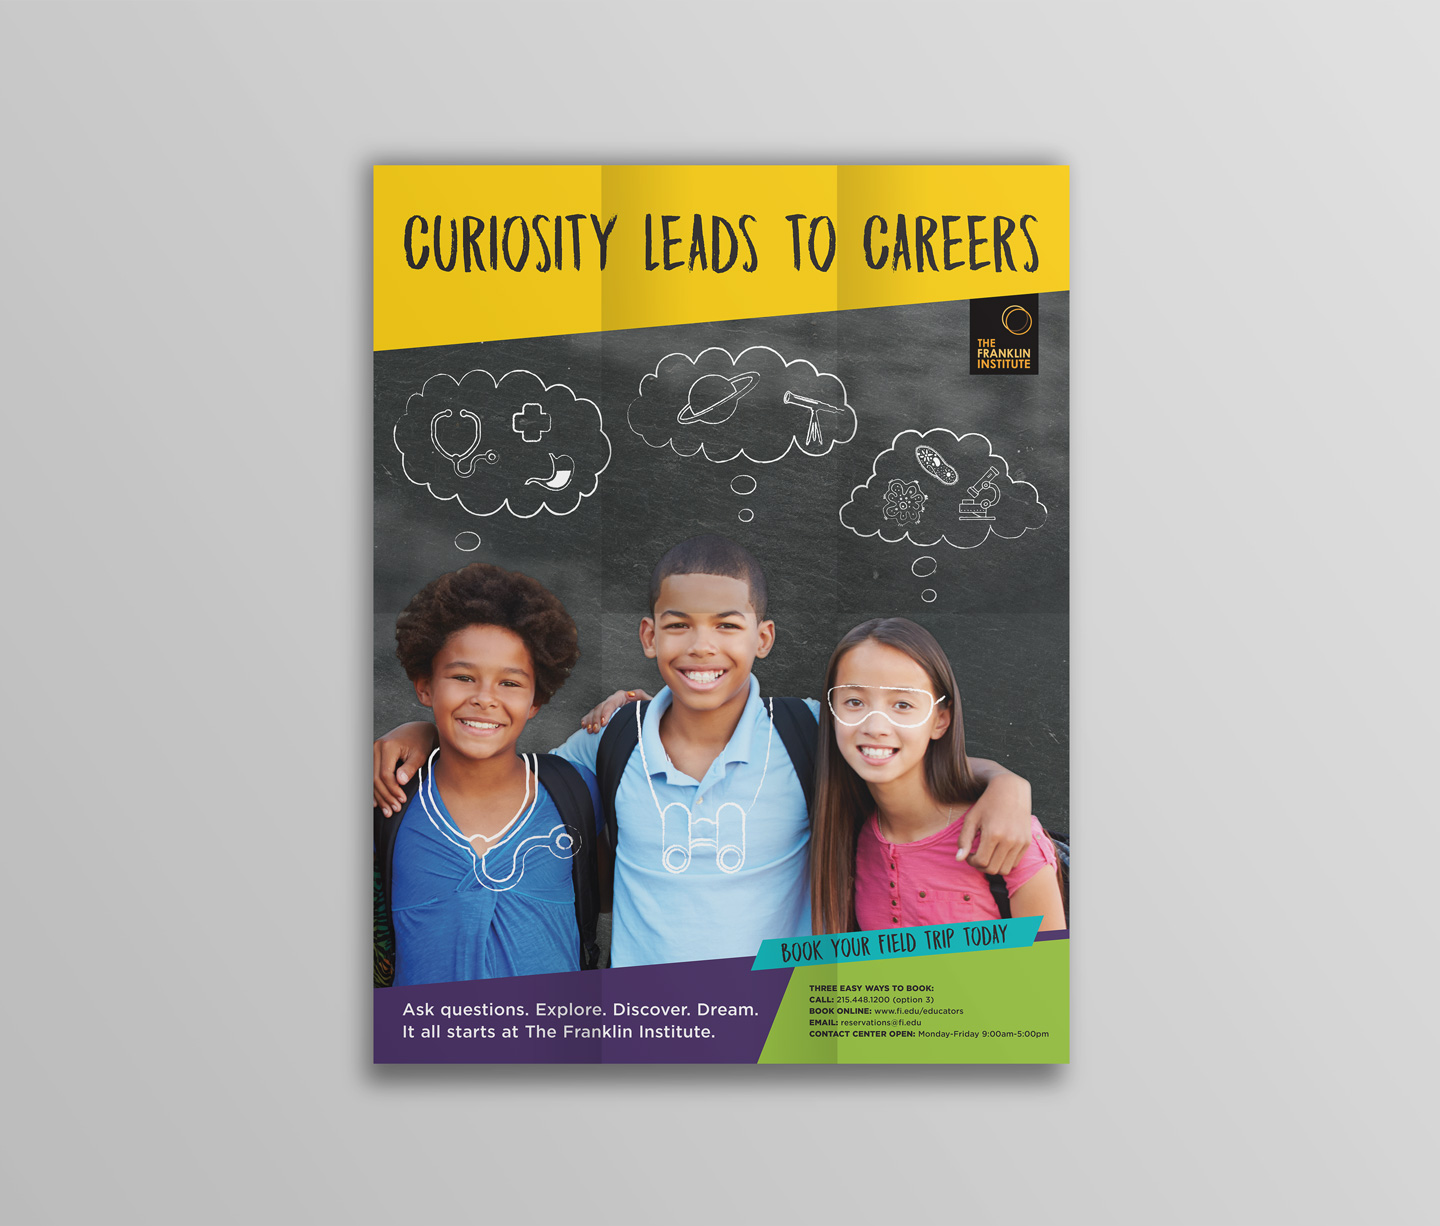 CURIOSITY LEADS TO CAREERS
THE
FRANKLIN
INSTITUTE
BOOK YOUR FIELD TRIP TODAY
Ask questions. Explore. Discover. Dream.
It all starts at The Franklin Institute.
THREE EASY WAYS TO BOOK:
CALL: 215.448.1200 (option 3)
BOOK ONLINE: www.fi.edu/educators
EMAIL: reservations@fi.edu
CONTACT CENTER OPEN: Monday-Friday 9:00am-5:00pm